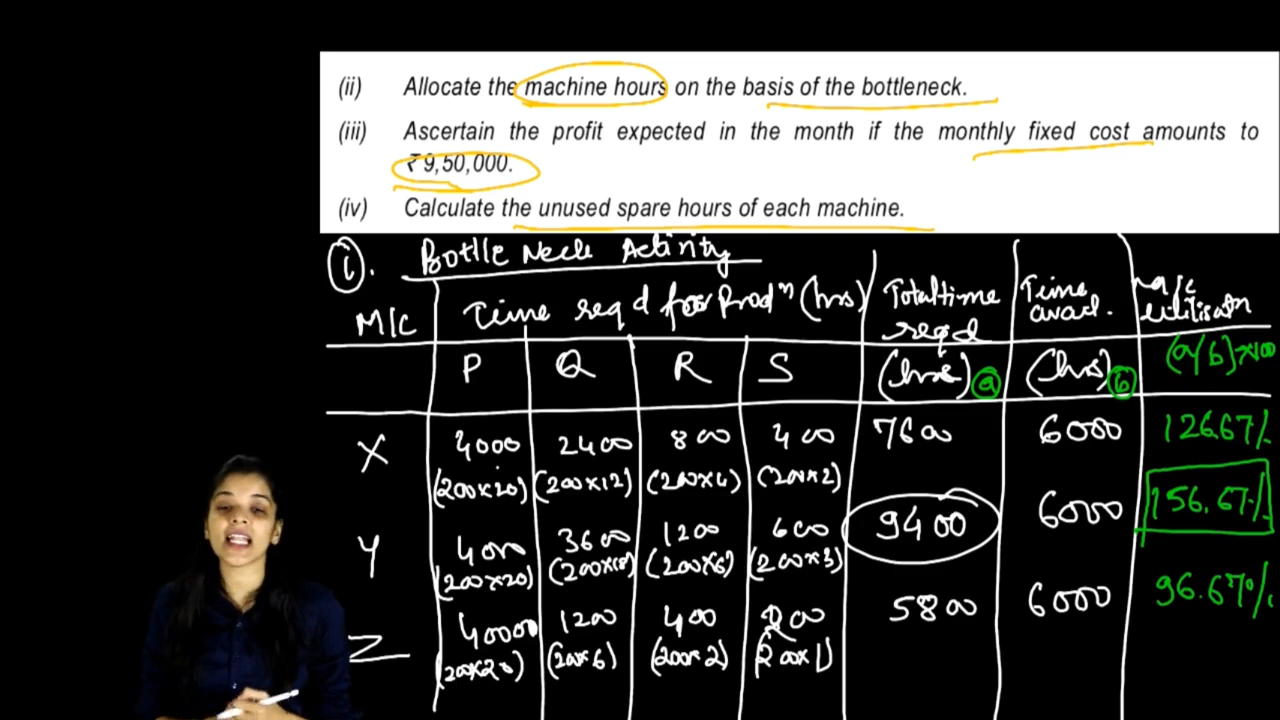 (ii) Allocate the machine hours on the basis of the bottleneck.
(iii) Ascertain the profit expected in the month if the monthly fixed cost amounts to
₹9,50,000.
(iv) Calculate the unused spare hours of each machine.
(i). Bottle Neck Activity
M/C Time reqd for Prodⁿ (hrs) Total time reqd Time avail. m/c utilisatn
P Q R S (hrs) (a) (hrs) (b) (a/b)×100
X 4000 2400 800 400 7600 6000 126.67%
(200×20) (200×12) (200×4) (200×2)
Y 4000 3600 1200 600 9400 6000 156.67%
(200×20) (200×18) (200×6) (200×3)
Z 40000 1200 400 200 5800 6000 96.67%
(200×20) (200×6) (200×2) (200×1)